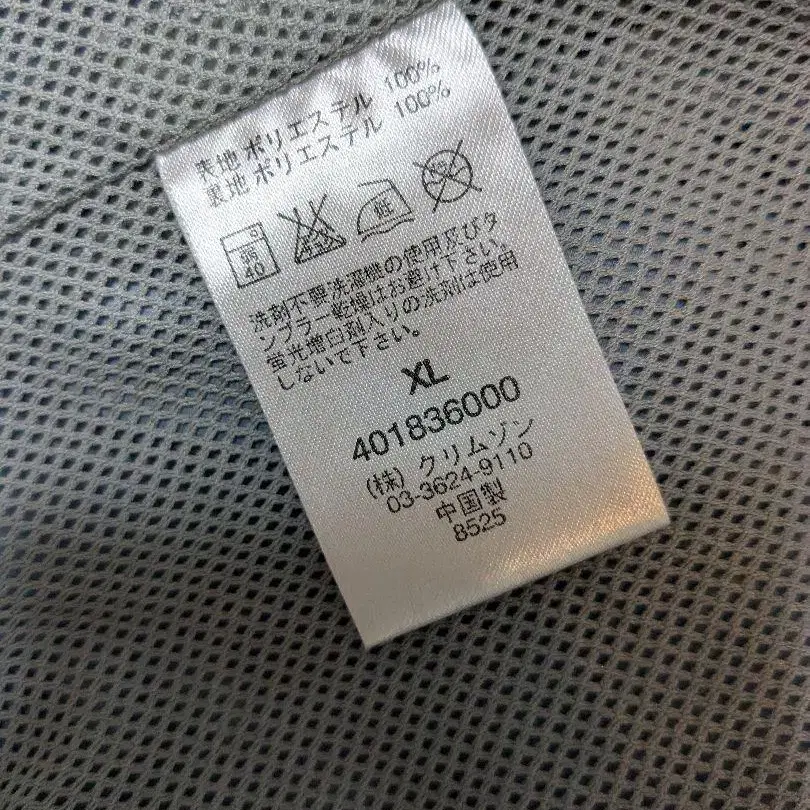 表地 ポリエステル 100%
裏地 ポリエステル 100%
弱
40
低
洗剤不要洗濯機の使用及びタ
ンブラー乾燥はお避け下さい。
蛍光増白剤入りの洗剤は使用
しないで下さい。
XL
401836000
(株) クリムゾン
03-3624-9110
中国製
8525